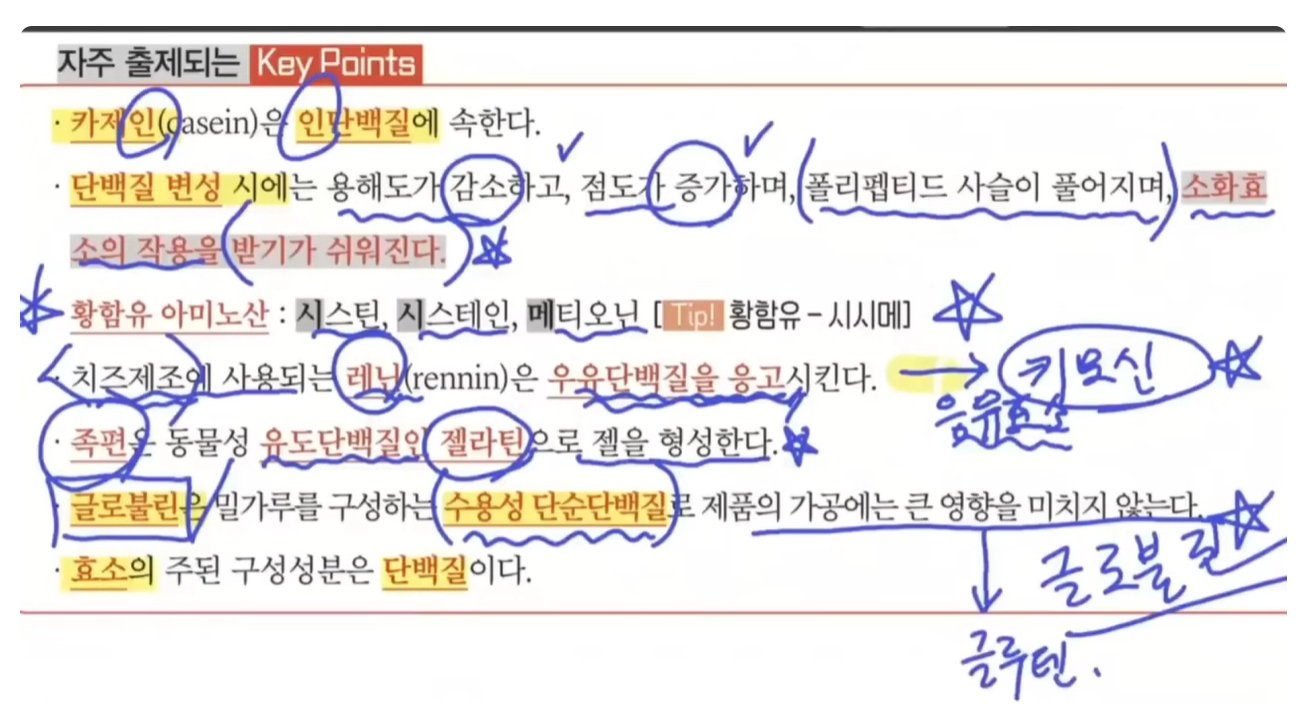 자주 출제되는 Key Points
· 카제인(casein)은 인단백질에 속한다.
· 단백질 변성 시에는 용해도가 감소하고, 점도가 증가하며, 폴리펩티드 사슬이 풀어지며, 소화효
소의 작용을 받기가 쉬워진다.
· 황함유 아미노산 : 시스틴, 시스테인, 메티오닌 [Tip! 황함유 – 시시메]
· 치즈제조에 사용되는 레닌(rennin)은 우유단백질을 응고시킨다. → 키모신
응유효소
· 족편은 동물성 유도단백질인 젤라틴으로 젤을 형성한다.
· 글로불린은 밀가루를 구성하는 수용성 단순단백질로 제품의 가공에는 큰 영향을 미치지 않는다.
글로불린
· 효소의 주된 구성성분은 단백질이다.
글루텐.